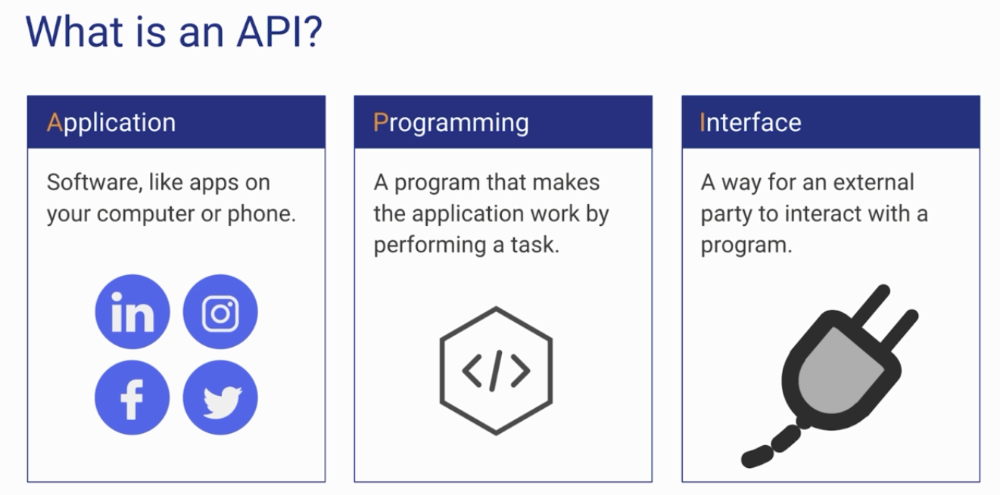 What is an API?
Application
Software, like apps on
your computer or phone.
in
f
Programming
A program that makes
the application work by
performing a task.
</>
Interface
A way for an external
party to interact with a
program.